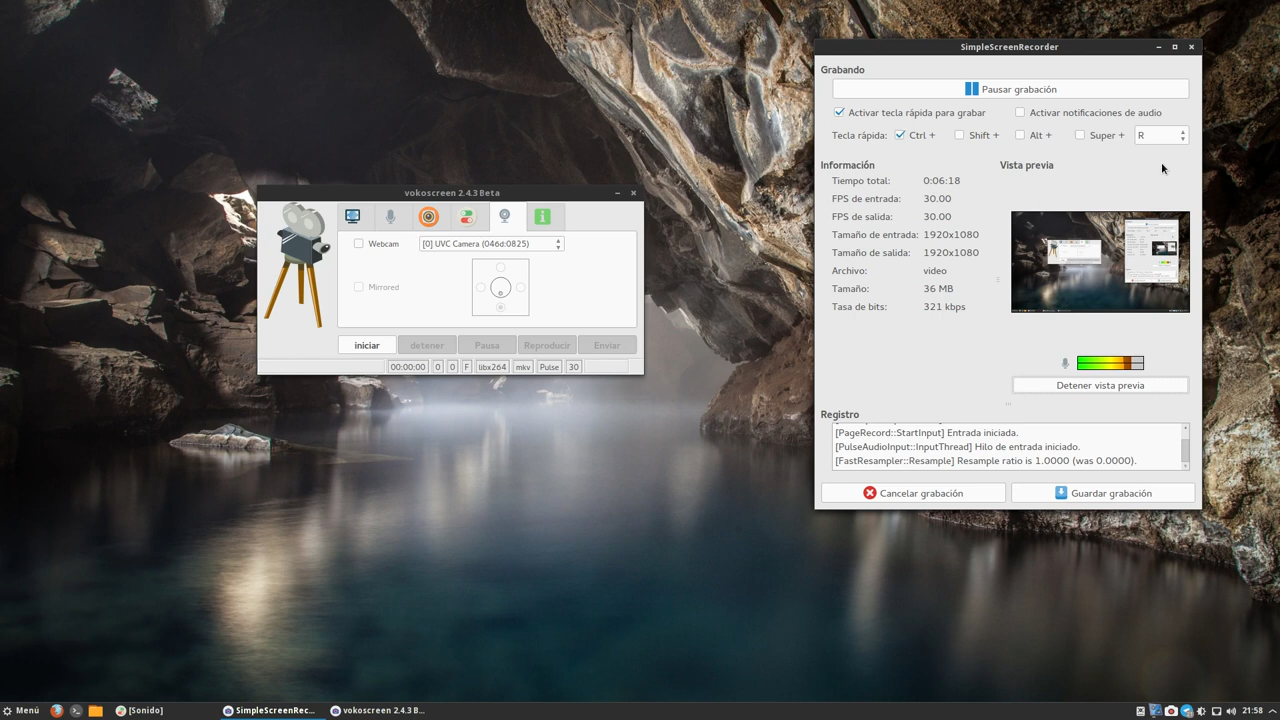 SimpleScreenRecorder
Grabando
Pausar grabación
Activar tecla rápida para grabar
Activar notificaciones de audio
Tecla rápida:
Ctrl +
Shift +
Alt +
Super +
R
Información
Vista previa
Tiempo total: 0:06:18
FPS de entrada: 30.00
FPS de salida: 30.00
Tamaño de entrada: 1920x1080
Tamaño de salida: 1920x1080
Archivo: video
Tamaño: 36 MB
Tasa de bits: 321 kbps
Detener vista previa
Registro
[PageRecord::StartInput] Entrada iniciada.
[PulseAudioInput::InputThread] Hilo de entrada iniciado.
[FastResampler::Resample] Resample ratio is 1.0000 (was 0.0000).
Cancelar grabación
Guardar grabación
vokoscreen 2.4.3 Beta
Webcam
[0] UVC Camera (046d:0825)
Mirrored
iniciar
detener
Pausa
Reproducir
Enviar
00:00:00
0
0
F
libx264
mkv
Pulse
30
Menú
[Sonido]
SimpleScreenRec...
vokoscreen 2.4.3 B...
21:58